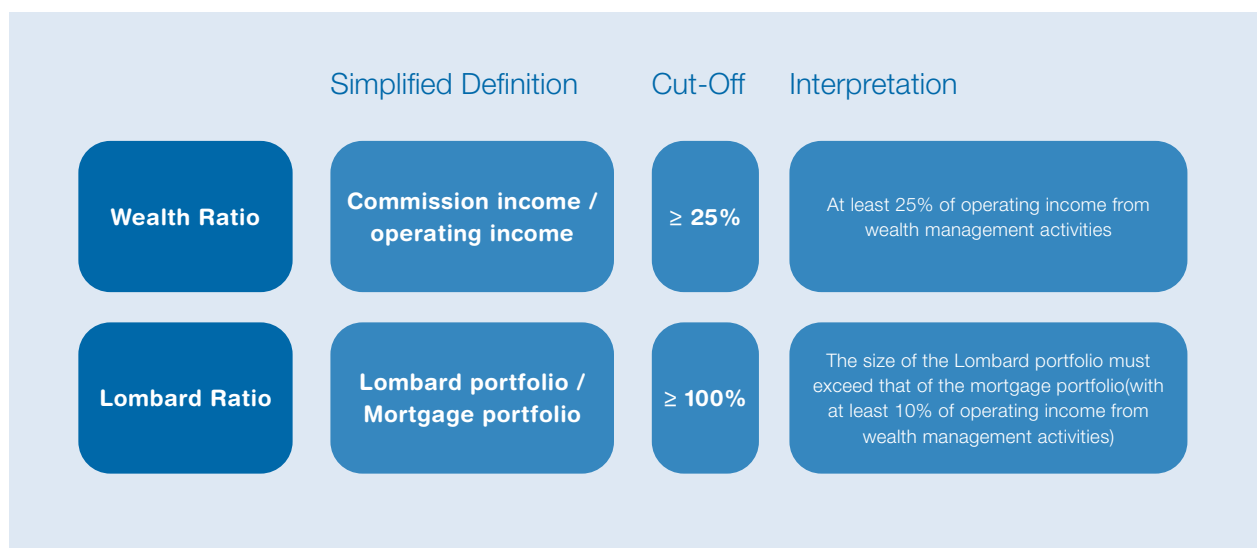 Simplified Definition
Cut-Off
Interpretation
Wealth Ratio
Commission income /
operating income
≥ 25%
At least 25% of operating income from
wealth management activities
Lombard Ratio
Lombard portfolio /
Mortgage portfolio
≥ 100%
The size of the Lombard portfolio must
exceed that of the mortgage portfolio(with
at least 10% of operating income from
wealth management activities)